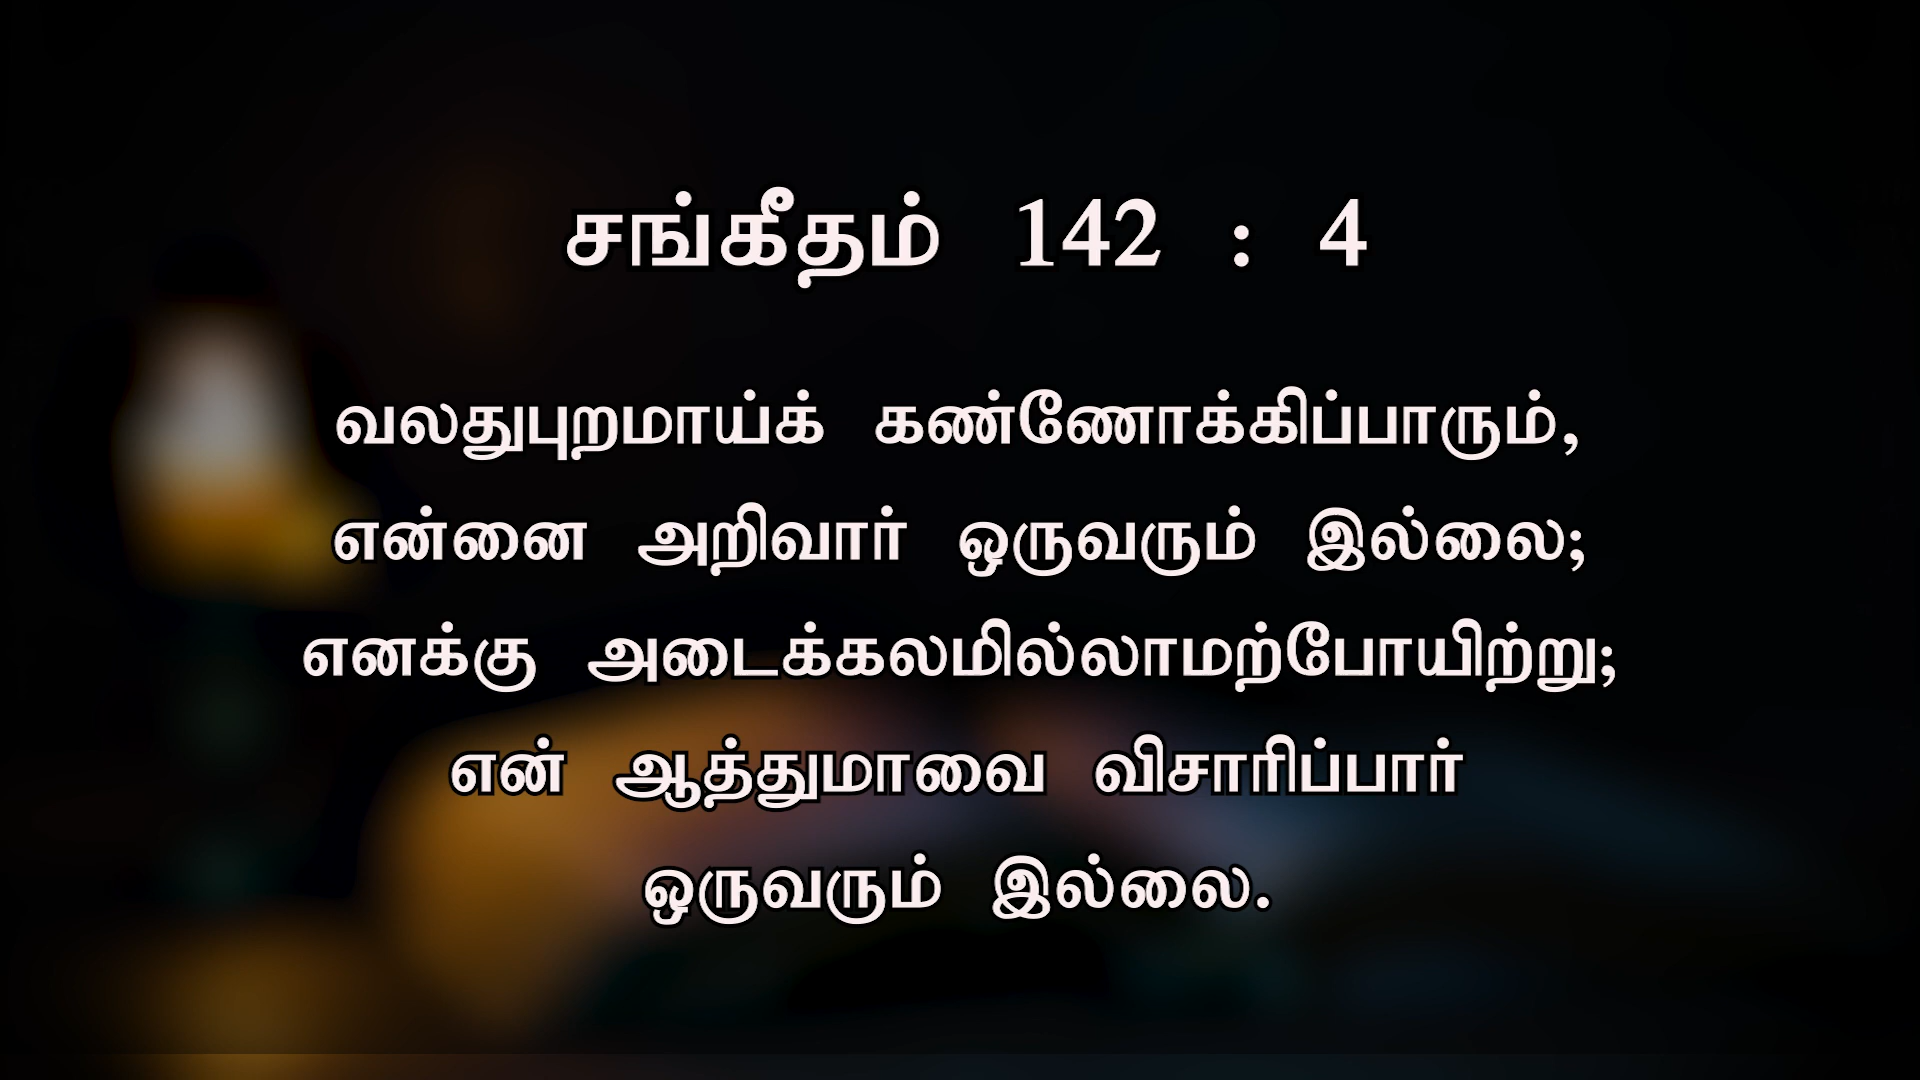 சங்கீதம் 142 : 4
வலதுபுறமாய்க் கண்ணோக்கிப்பாரும்,
என்னை அறிவார் ஒருவரும் இல்லை;
எனக்கு அடைக்கலமில்லாமற்போயிற்று;
என் ஆத்துமாவை விசாரிப்பார்
ஒருவரும் இல்லை.